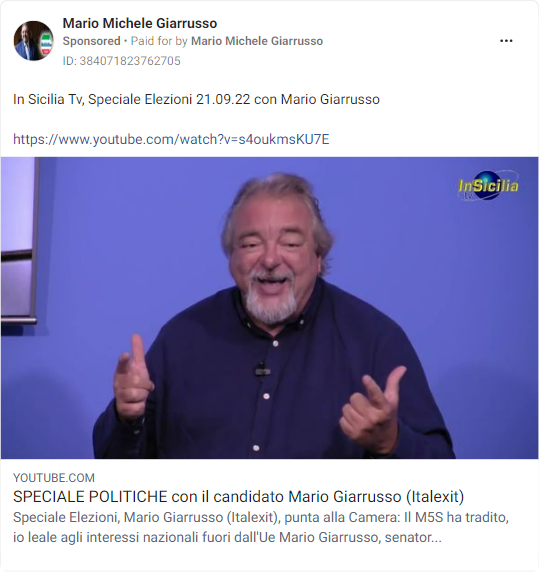 Mario Michele Giarrusso
Sponsored • Paid for by Mario Michele Giarrusso
ID: 384071823762705
In Sicilia Tv, Speciale Elezioni 21.09.22 con Mario Giarrusso
https://www.youtube.com/watch?v=s4oukmsKU7E
InSicilia
tv
YOUTUBE.COM
SPECIALE POLITICHE con il candidato Mario Giarrusso (Italexit)
Speciale Elezioni, Mario Giarrusso (Italexit), punta alla Camera: Il M5S ha tradito,
io leale agli interessi nazionali fuori dall'Ue Mario Giarrusso, senator...